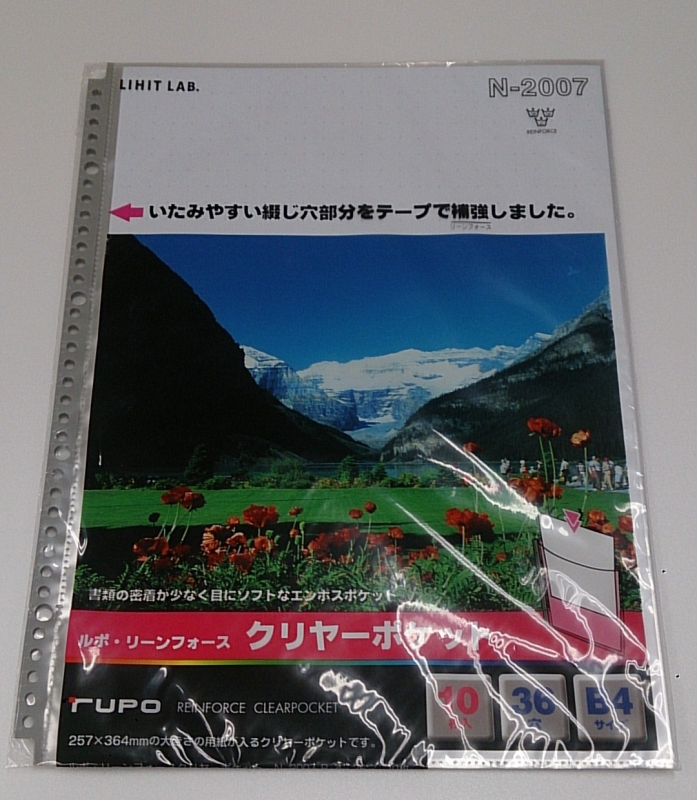 LIHIT LAB.
N-2007
REINFORCE
いたみやすい綴じ穴部分をテープで補強しました。
リーンフォース
書類の密着が少なく目にソフトなエンボスポケット
ルポ・リーンフォース クリヤーポケット
rUPO REINFORCE CLEARPOCKET
10 36 B4
枚入 穴 サイズ
257×364mmの大きさの用紙が入るクリヤーポケットです。